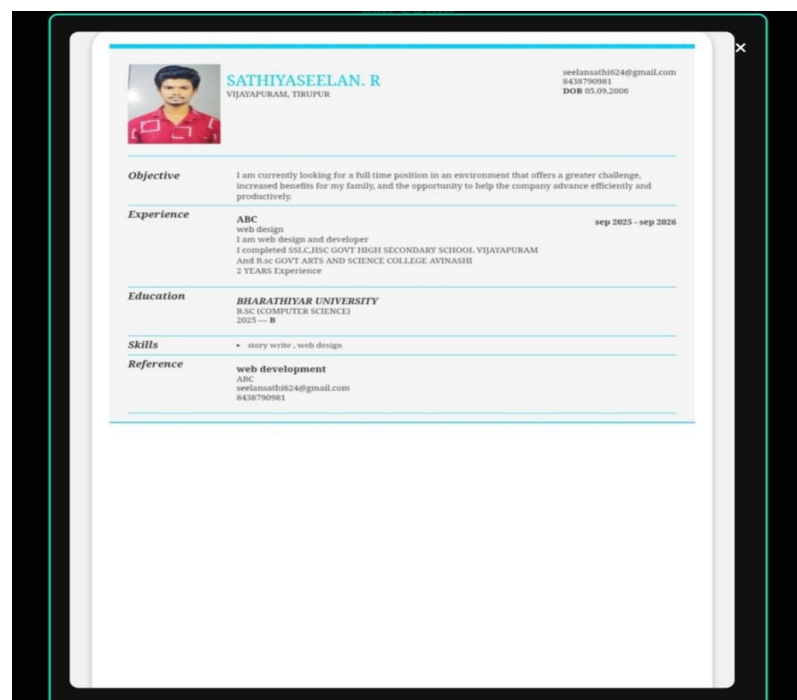 ×
SATHIYASEELAN. R
VIJAYAPURAM, TIRUPUR
seelansathi624@gmail.com
8438790981
DOB 05.09.2006
Objective
I am currently looking for a full time position in an environment that offers a greater challenge,
increased benefits for my family, and the opportunity to help the company advance efficiently and
productively.
Experience
ABC
sep 2025 - sep 2026
web design
I am web design and developer
I completed SSLC,HSC GOVT HIGH SECONDARY SCHOOL VIJAYAPURAM
And B.sc GOVT ARTS AND SCIENCE COLLEGE AVINASHI
2 YEARS Experience
Education
BHARATHIYAR UNIVERSITY
B.SC (COMPUTER SCIENCE)
2025 — B
Skills
• story write , web design
Reference
web development
ABC
seelansathi624@gmail.com
8438790981